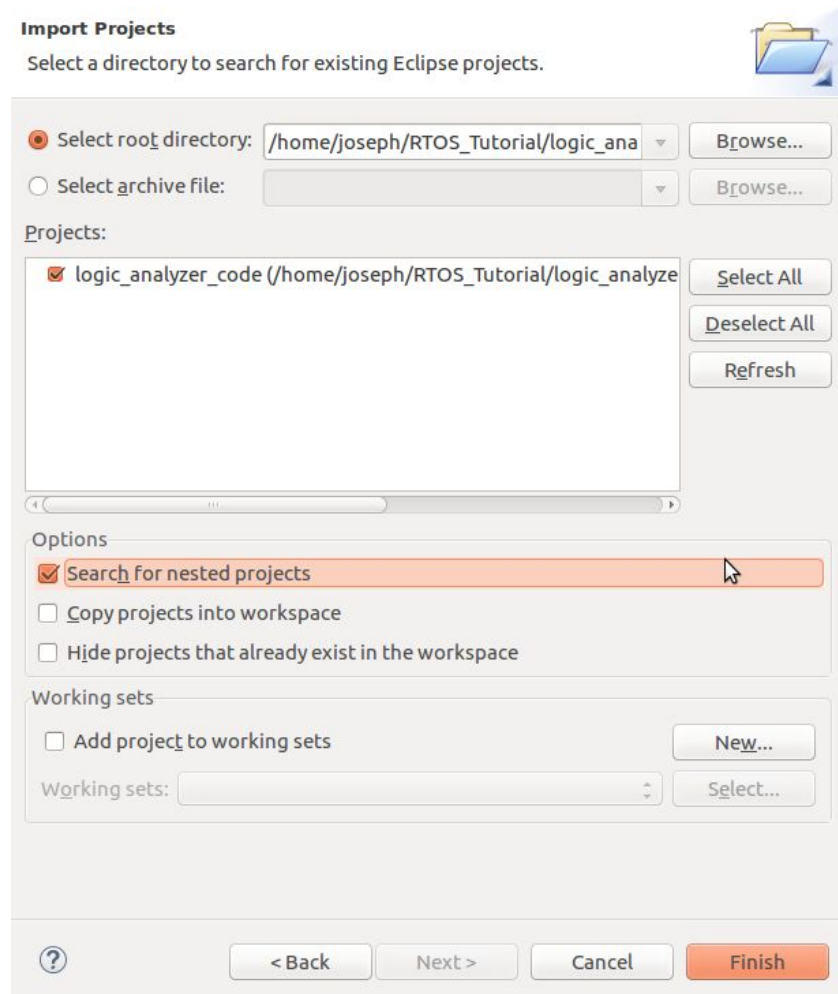 Import Projects
Select a directory to search for existing Eclipse projects.
Select root directory: /home/joseph/RTOS_Tutorial/logic_ana Browse...
Select archive file: Browse...
Projects:
logic_analyzer_code (/home/joseph/RTOS_Tutorial/logic_analyze Select All
Deselect All
Refresh
Options
Search for nested projects
Copy projects into workspace
Hide projects that already exist in the workspace
Working sets
Add project to working sets New...
Working sets: Select...
? < Back Next > Cancel Finish